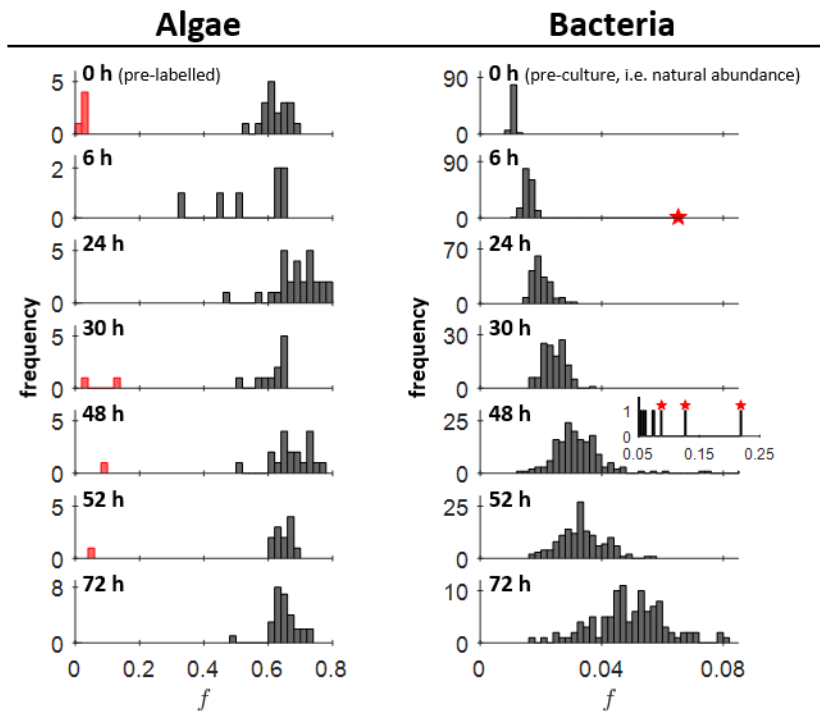 Algae
Bacteria
0 h (pre-labelled)
5
0
6 h
2
0
24 h
5
0
30 h
5
0
48 h
5
0
52 h
5
0
72 h
8
0
0 0.2 0.4 0.6 0.8
f
frequency
0 h (pre-culture, i.e. natural abundance)
90
0
6 h
90
0
24 h
70
0
30 h
30
0
48 h
25
0
1
0
0.05 0.15 0.25
52 h
25
0
72 h
10
0
0 0.04 0.08
f
frequency